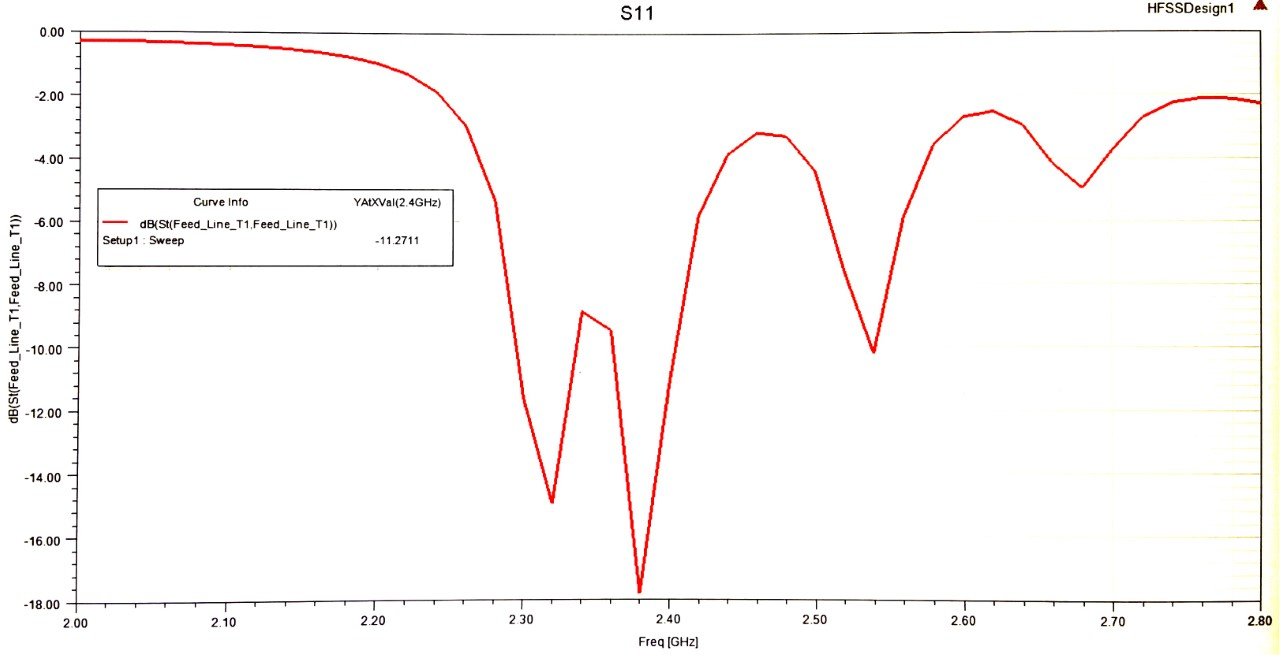 S11
HFSSDesign1
0.00
-2.00
-4.00
-6.00
-8.00
-10.00
-12.00
-14.00
-16.00
-18.00
dB(St(Feed_Line_T1,Feed_Line_T1))
Curve Info YAtXVal(2.4GHz)
dB(St(Feed_Line_T1,Feed_Line_T1))
Setup1 : Sweep -11.2711
2.00 2.10 2.20 2.30 2.40 2.50 2.60 2.70 2.80
Freq [GHz]